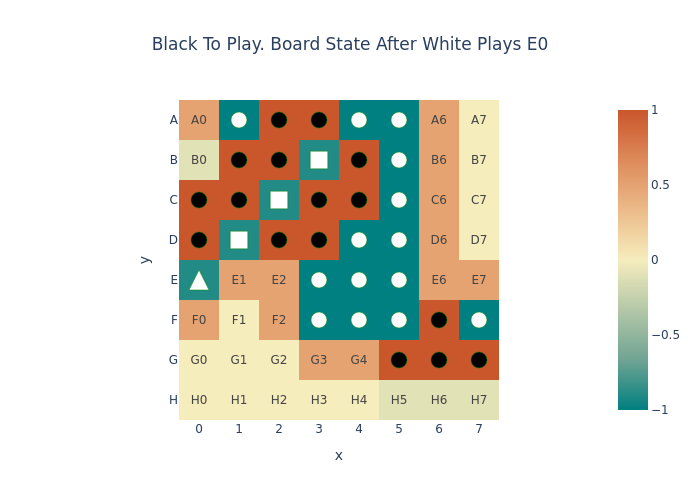 Black To Play. Board State After White Plays E0
A A0 A6 A7
B B0 B6 B7
C C6 C7
D D6 D7
E E1 E2 E6 E7
F F0 F1 F2
G G0 G1 G2 G3 G4
H H0 H1 H2 H3 H4 H5 H6 H7
0 1 2 3 4 5 6 7
x
y
1
0.5
0
−0.5
−1